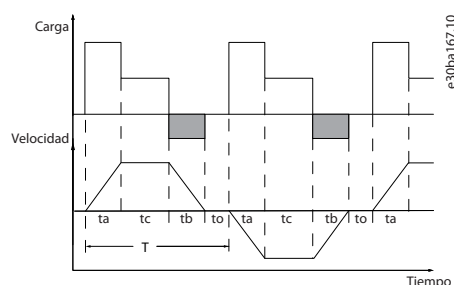 Carga
e30ba167.10
Velocidad
ta tc tb to ta tc tb to ta
T
Tiempo